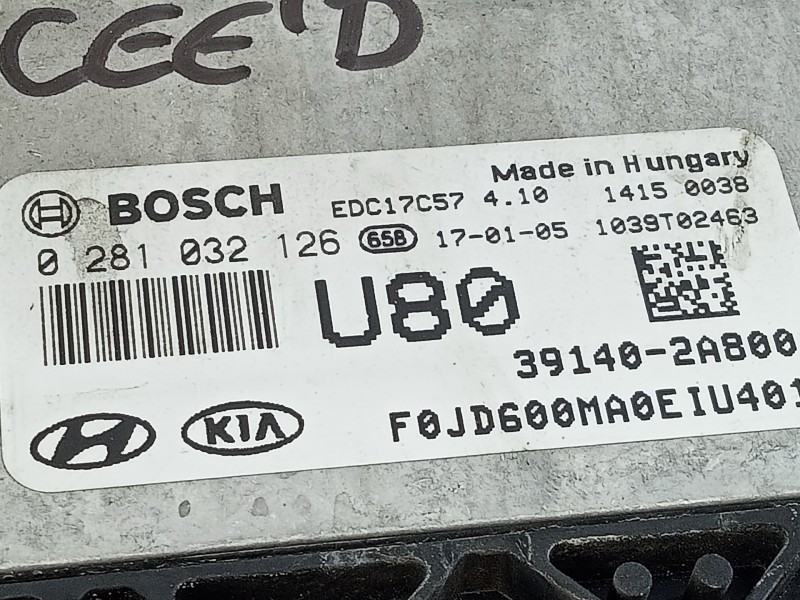 CEE'D
Made in Hungary
BOSCH EDC17C57 4.10 1415 0038
0 281 032 126 658 17-01-05 1039T02463
U80
39140-2A800
KIA F0JD600MA0EIU401